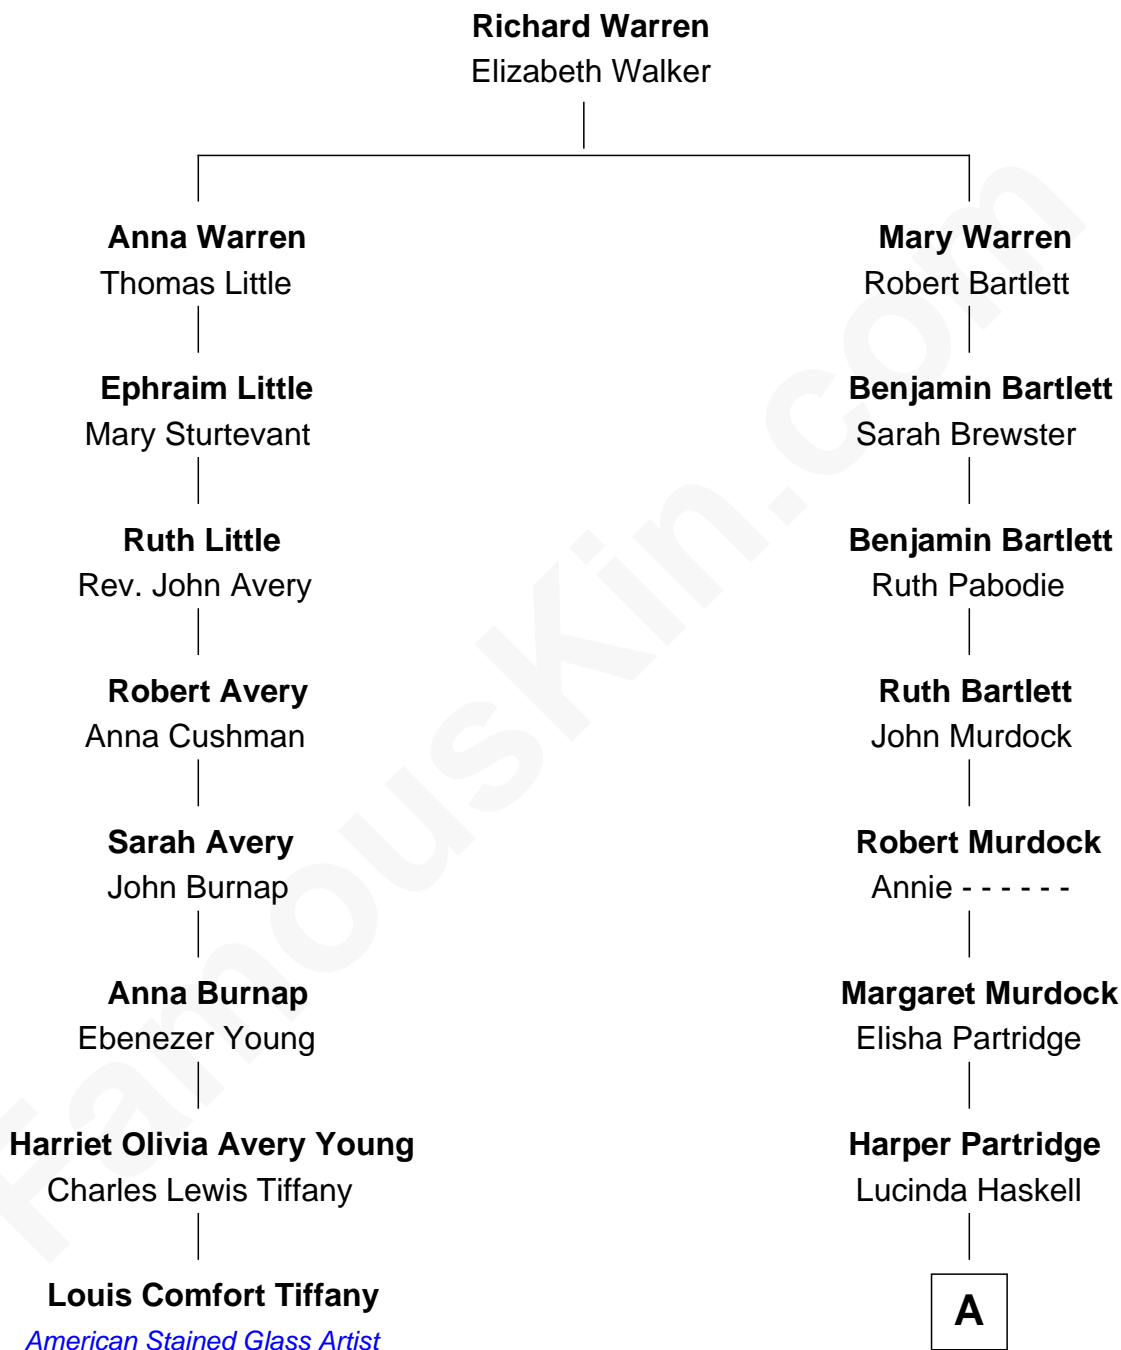 Richard Warren
Elizabeth Walker
Anna Warren
Thomas Little
Mary Warren
Robert Bartlett
Ephraim Little
Mary Sturtevant
Benjamin Bartlett
Sarah Brewster
Ruth Little
Rev. John Avery
Benjamin Bartlett
Ruth Pabodie
Robert Avery
Anna Cushman
Ruth Bartlett
John Murdock
Sarah Avery
John Burnap
Robert Murdock
Annie - - - - - -
Anna Burnap
Ebenezer Young
Margaret Murdock
Elisha Partridge
Harriet Olivia Avery Young
Charles Lewis Tiffany
Harper Partridge
Lucinda Haskell
Louis Comfort Tiffany
American Stained Glass Artist
A
FamousKin.com